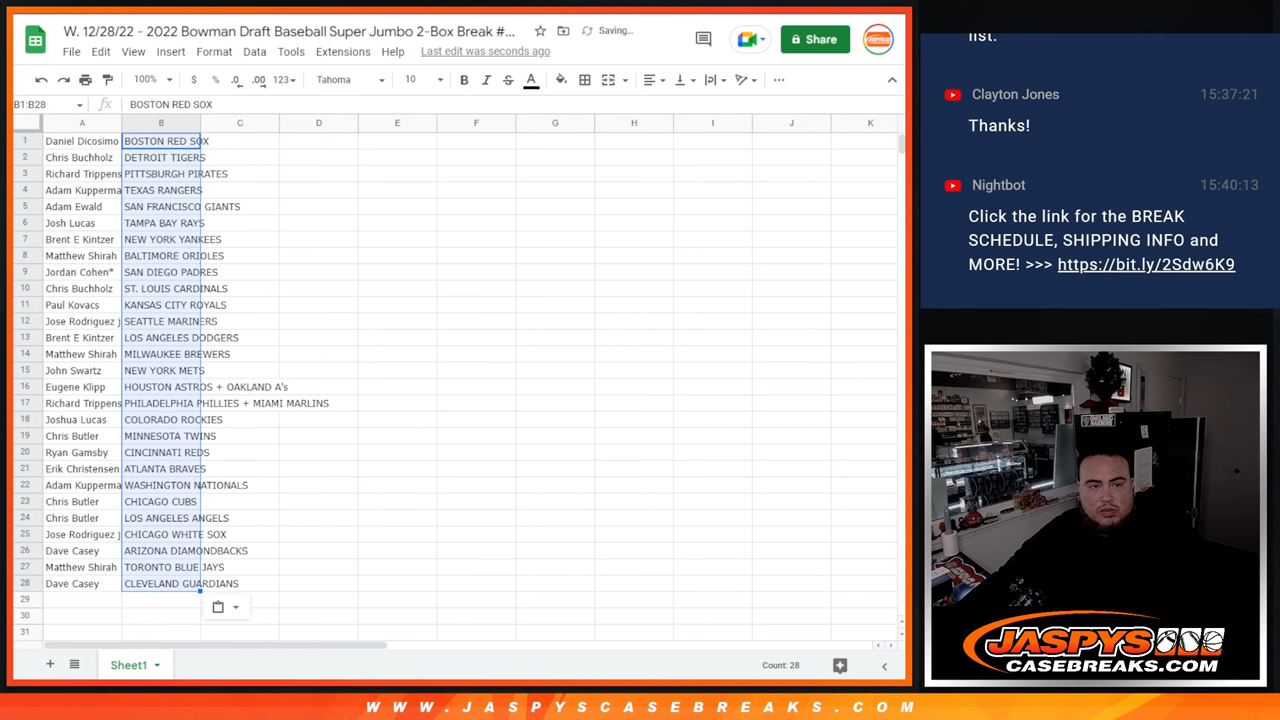 W. 12/28/22 - 2022 Bowman Draft Baseball Super Jumbo 2-Box Break #...
Saving...
File Edit View Insert Format Data Tools Extensions Help Last edit was seconds ago
Share
100% $ % .0 .00 123 Tahoma 10 B I S A
B1:B28 fx BOSTON RED SOX
A B C D E F G H I J K
1 Daniel Dicosimo BOSTON RED SOX
2 Chris Buchholz DETROIT TIGERS
3 Richard Trippens PITTSBURGH PIRATES
4 Adam Kupperma TEXAS RANGERS
5 Adam Ewald SAN FRANCISCO GIANTS
6 Josh Lucas TAMPA BAY RAYS
7 Brent E Kintzer NEW YORK YANKEES
8 Matthew Shirah BALTIMORE ORIOLES
9 Jordan Cohen* SAN DIEGO PADRES
10 Chris Buchholz ST. LOUIS CARDINALS
11 Paul Kovacs KANSAS CITY ROYALS
12 Jose Rodriguez j SEATTLE MARINERS
13 Brent E Kintzer LOS ANGELES DODGERS
14 Matthew Shirah MILWAUKEE BREWERS
15 John Swartz NEW YORK METS
16 Eugene Klipp HOUSTON ASTROS + OAKLAND A's
17 Richard Trippens PHILADELPHIA PHILLIES + MIAMI MARLINS
18 Joshua Lucas COLORADO ROCKIES
19 Chris Butler MINNESOTA TWINS
20 Ryan Gamsby CINCINNATI REDS
21 Erik Christensen ATLANTA BRAVES
22 Adam Kupperma WASHINGTON NATIONALS
23 Chris Butler CHICAGO CUBS
24 Chris Butler LOS ANGELES ANGELS
25 Jose Rodriguez j CHICAGO WHITE SOX
26 Dave Casey ARIZONA DIAMONDBACKS
27 Matthew Shirah TORONTO BLUE JAYS
28 Dave Casey CLEVELAND GUARDIANS
29
30
31
Sheet1
Count: 28
list.
Clayton Jones 15:37:21
Thanks!
Nightbot 15:40:13
Click the link for the BREAK
SCHEDULE, SHIPPING INFO and
MORE! >>> https://bit.ly/2Sdw6K9
JASPYS
CASEBREAKS.COM
WWW.JASPYSCASEBREAKS.COM